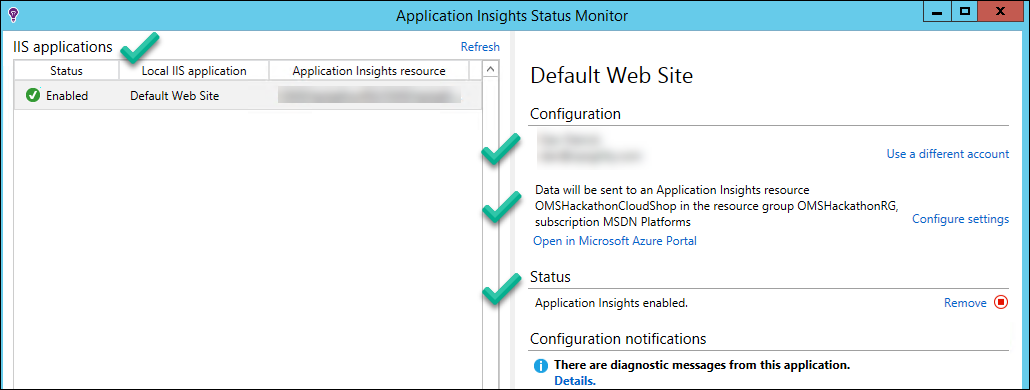 Application Insights Status Monitor
IIS applications
Refresh
Status Local IIS application Application Insights resource
Enabled Default Web Site
Default Web Site
Configuration
Use a different account
Data will be sent to an Application Insights resource
OMSHackathonCloudShop in the resource group OMSHackathonRG,
subscription MSDN Platforms
Configure settings
Open in Microsoft Azure Portal
Status
Application Insights enabled.
Remove
Configuration notifications
There are diagnostic messages from this application.
Details.